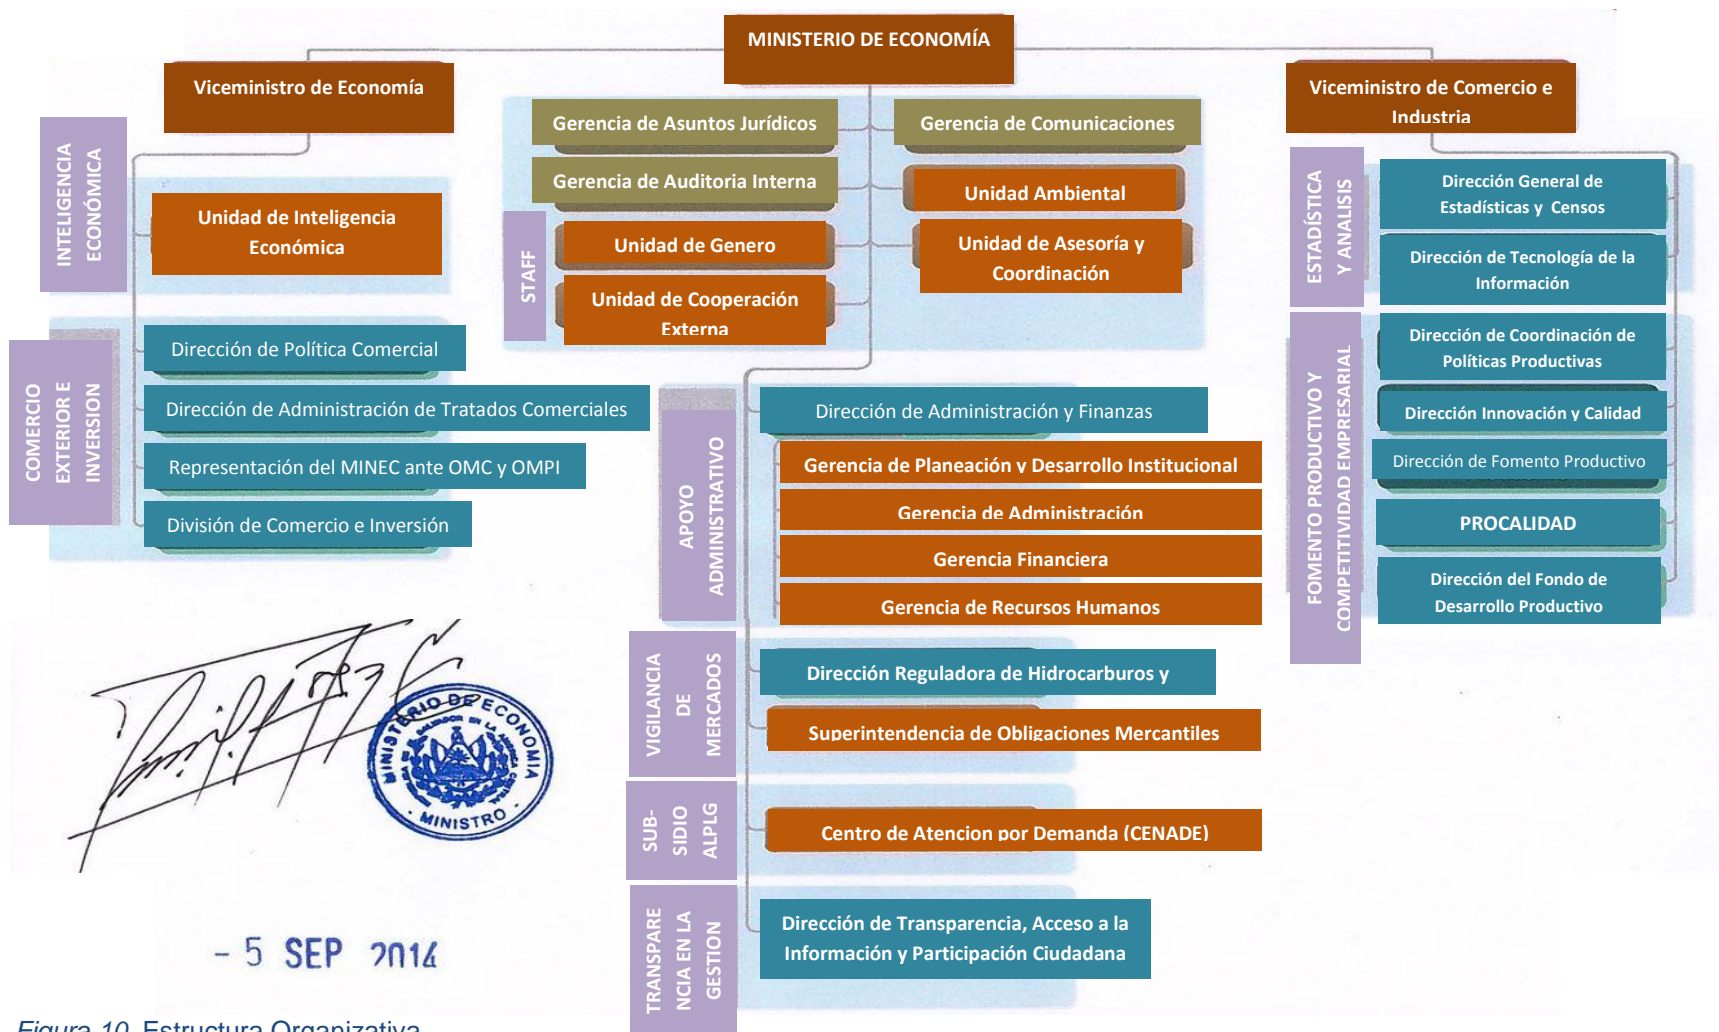 MINISTERIO DE ECONOMÍA
Viceministro de Economía
INTELIGENCIA
ECONÓMICA
Unidad de Inteligencia
Económica
COMERCIO
EXTERIOR E
INVERSION
Dirección de Política Comercial
Dirección de Administración de Tratados Comerciales
Representación del MINEC ante OMC y OMPI
División de Comercio e Inversión
Gerencia de Asuntos Jurídicos
Gerencia de Comunicaciones
Gerencia de Auditoria Interna
Unidad Ambiental
STAFF
Unidad de Genero
Unidad de Asesoría y
Coordinación
Unidad de Cooperación
Externa
APOYO
ADMINISTRATIVO
Dirección de Administración y Finanzas
Gerencia de Planeación y Desarrollo Institucional
Gerencia de Administración
Gerencia Financiera
Gerencia de Recursos Humanos
VIGILANCIA
DE
MERCADOS
Dirección Reguladora de Hidrocarburos y
Superintendencia de Obligaciones Mercantiles
SUB-
SIDIO
ALPLG
Centro de Atencion por Demanda (CENADE)
TRANSPARE
NCIA EN LA
GESTION
Dirección de Transparencia, Acceso a la
Información y Participación Ciudadana
Viceministro de Comercio e
Industria
ESTADÍSTICA
Y ANALISIS
Dirección General de
Estadísticas y Censos
Dirección de Tecnología de la
Información
FOMENTO PRODUCTIVO Y
COMPETITIVIDAD EMPRESARIAL
Dirección de Coordinación de
Políticas Productivas
Dirección Innovación y Calidad
Dirección de Fomento Productivo
PROCALIDAD
Dirección del Fondo de
Desarrollo Productivo
MINISTERIO DE ECONOMIA
EL SALVADOR EN LA AMERICA CENTRAL
- MINISTRO -
- 5 SEP 2014
Figura 10. Estructura Organizativa